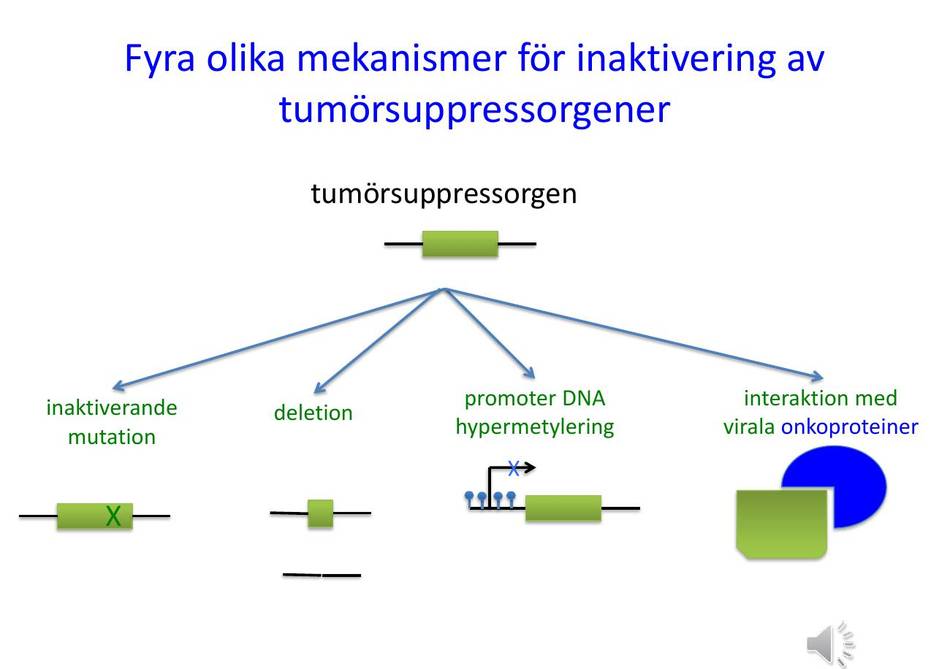 Fyra olika mekanismer för inaktivering av
tumörsuppressorgener
tumörsuppressorgen
inaktiverande
mutation
deletion
promoter DNA
hypermetylering
interaktion med
virala onkoproteiner
X
X